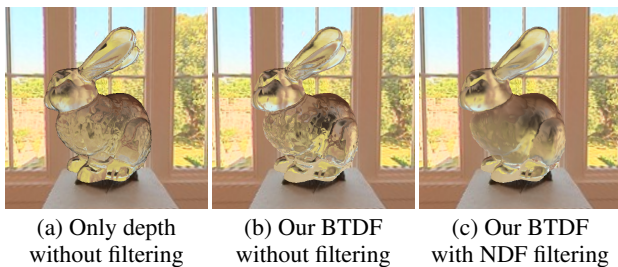 (a) Only depth
without filtering
(b) Our BTDF
without filtering
(c) Our BTDF
with NDF filtering